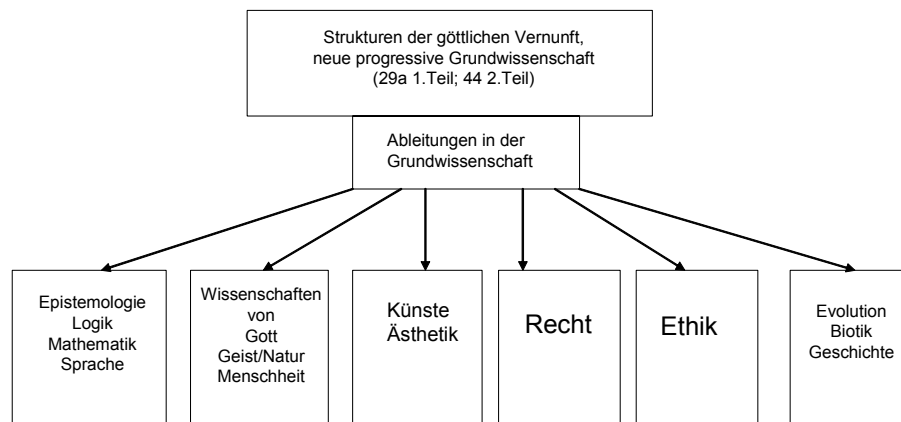 Strukturen der göttlichen Vernunft,
neue progressive Grundwissenschaft
(29a 1.Teil; 44 2.Teil)
Ableitungen in der
Grundwissenschaft
Epistemologie
Logik
Mathematik
Sprache
Wissenschaften
von
Gott
Geist/Natur
Menschheit
Künste
Ästhetik
Recht
Ethik
Evolution
Biotik
Geschichte